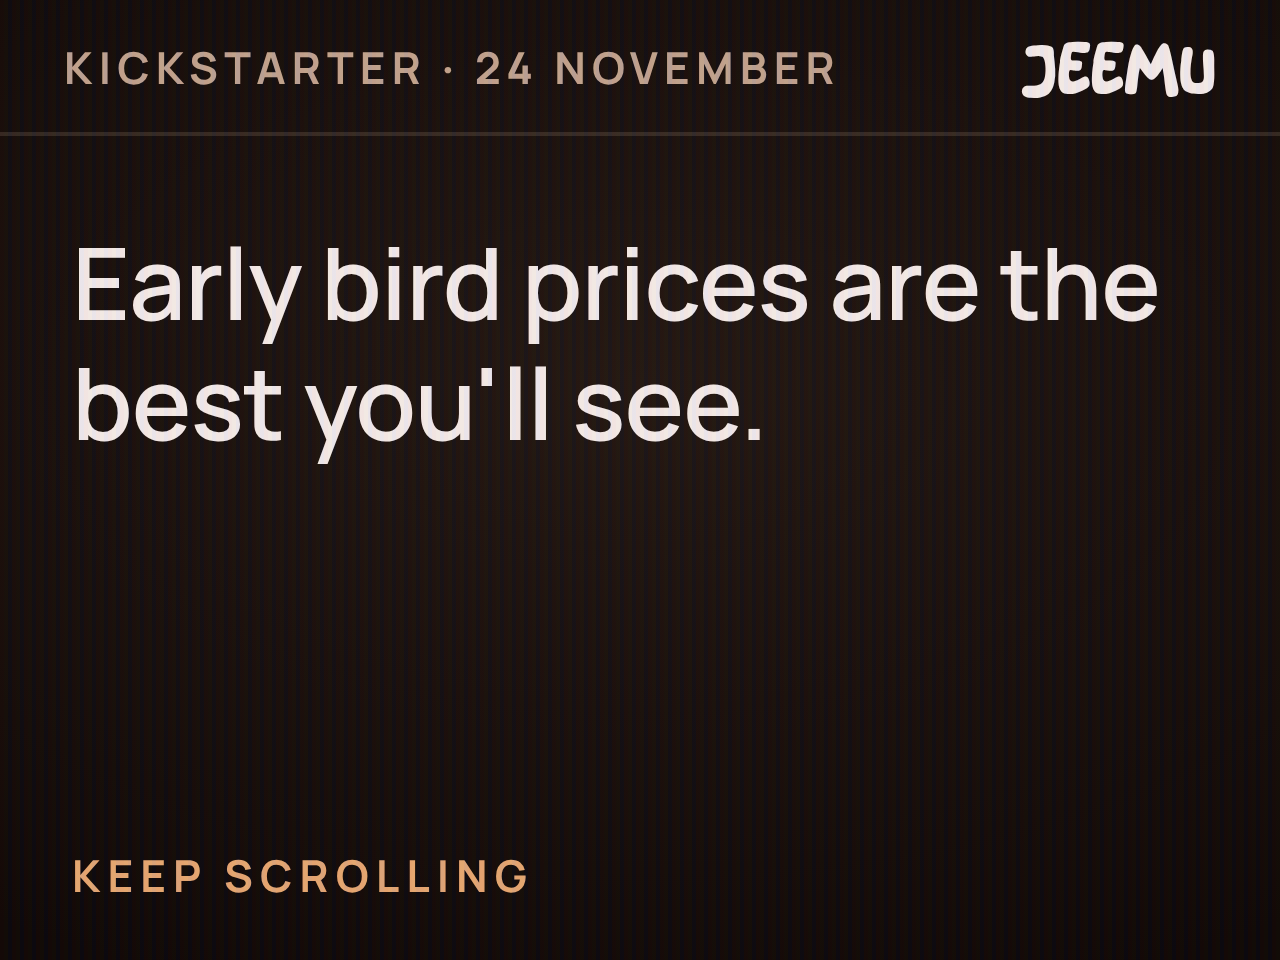 KICKSTARTER · 24 NOVEMBER
JEEMU
Early bird prices are the
best you'll see.
KEEP SCROLLING